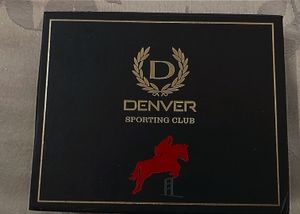 D
DENVER
SPORTING CLUB